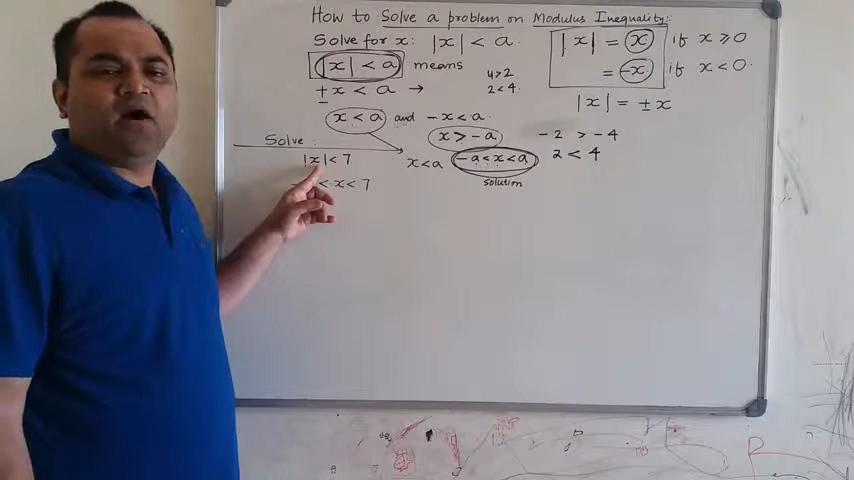 How to Solve a problem on Modulus Inequality:
Solve for x: |x| < a.
|x| < a means
± x < a →
4>2
2<4.
x < a and -x < a.
x > -a
x < a
-a < x < a
solution
|x| = x if x ≥ 0
= -x if x < 0.
|x| = ± x
-2 > -4
2 < 4
Solve:
|x| < 7
< x < 7
R